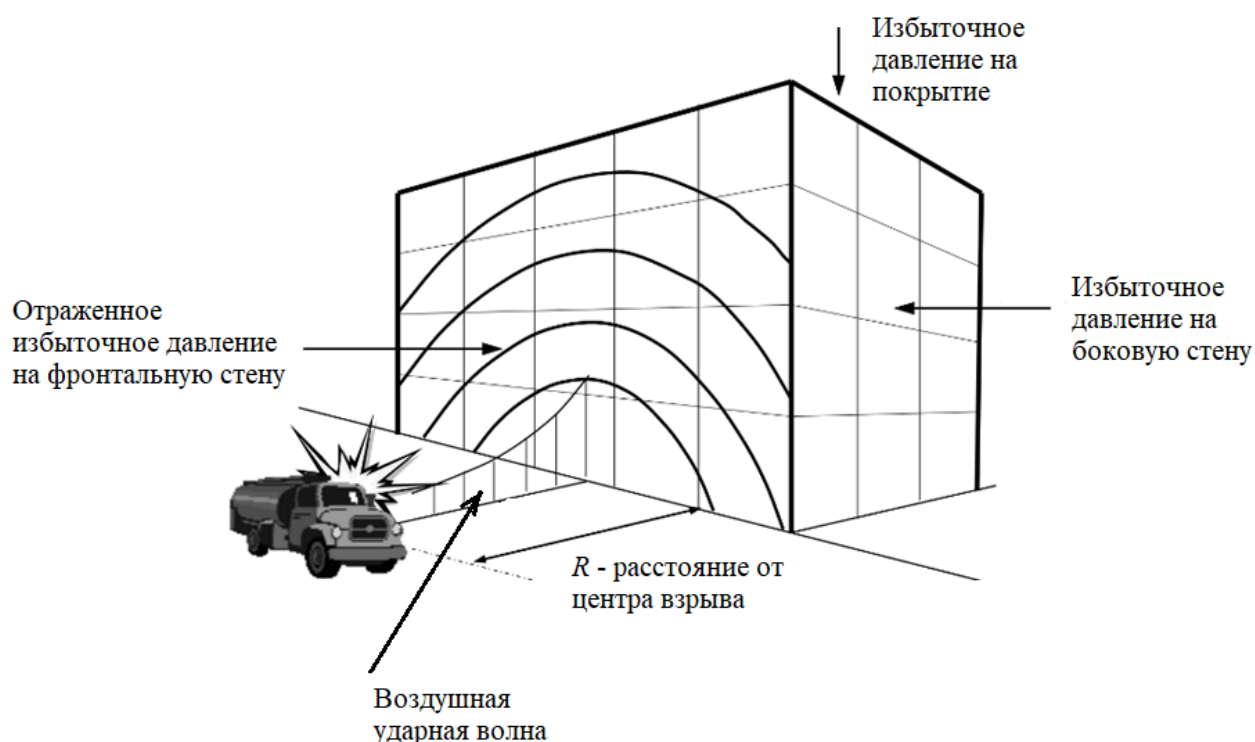 Избыточное
давление на
покрытие
Отраженное
избыточное давление
на фронтальную стену
Избыточное
давление на
боковую стену
R - расстояние от
центра взрыва
Воздушная
ударная волна